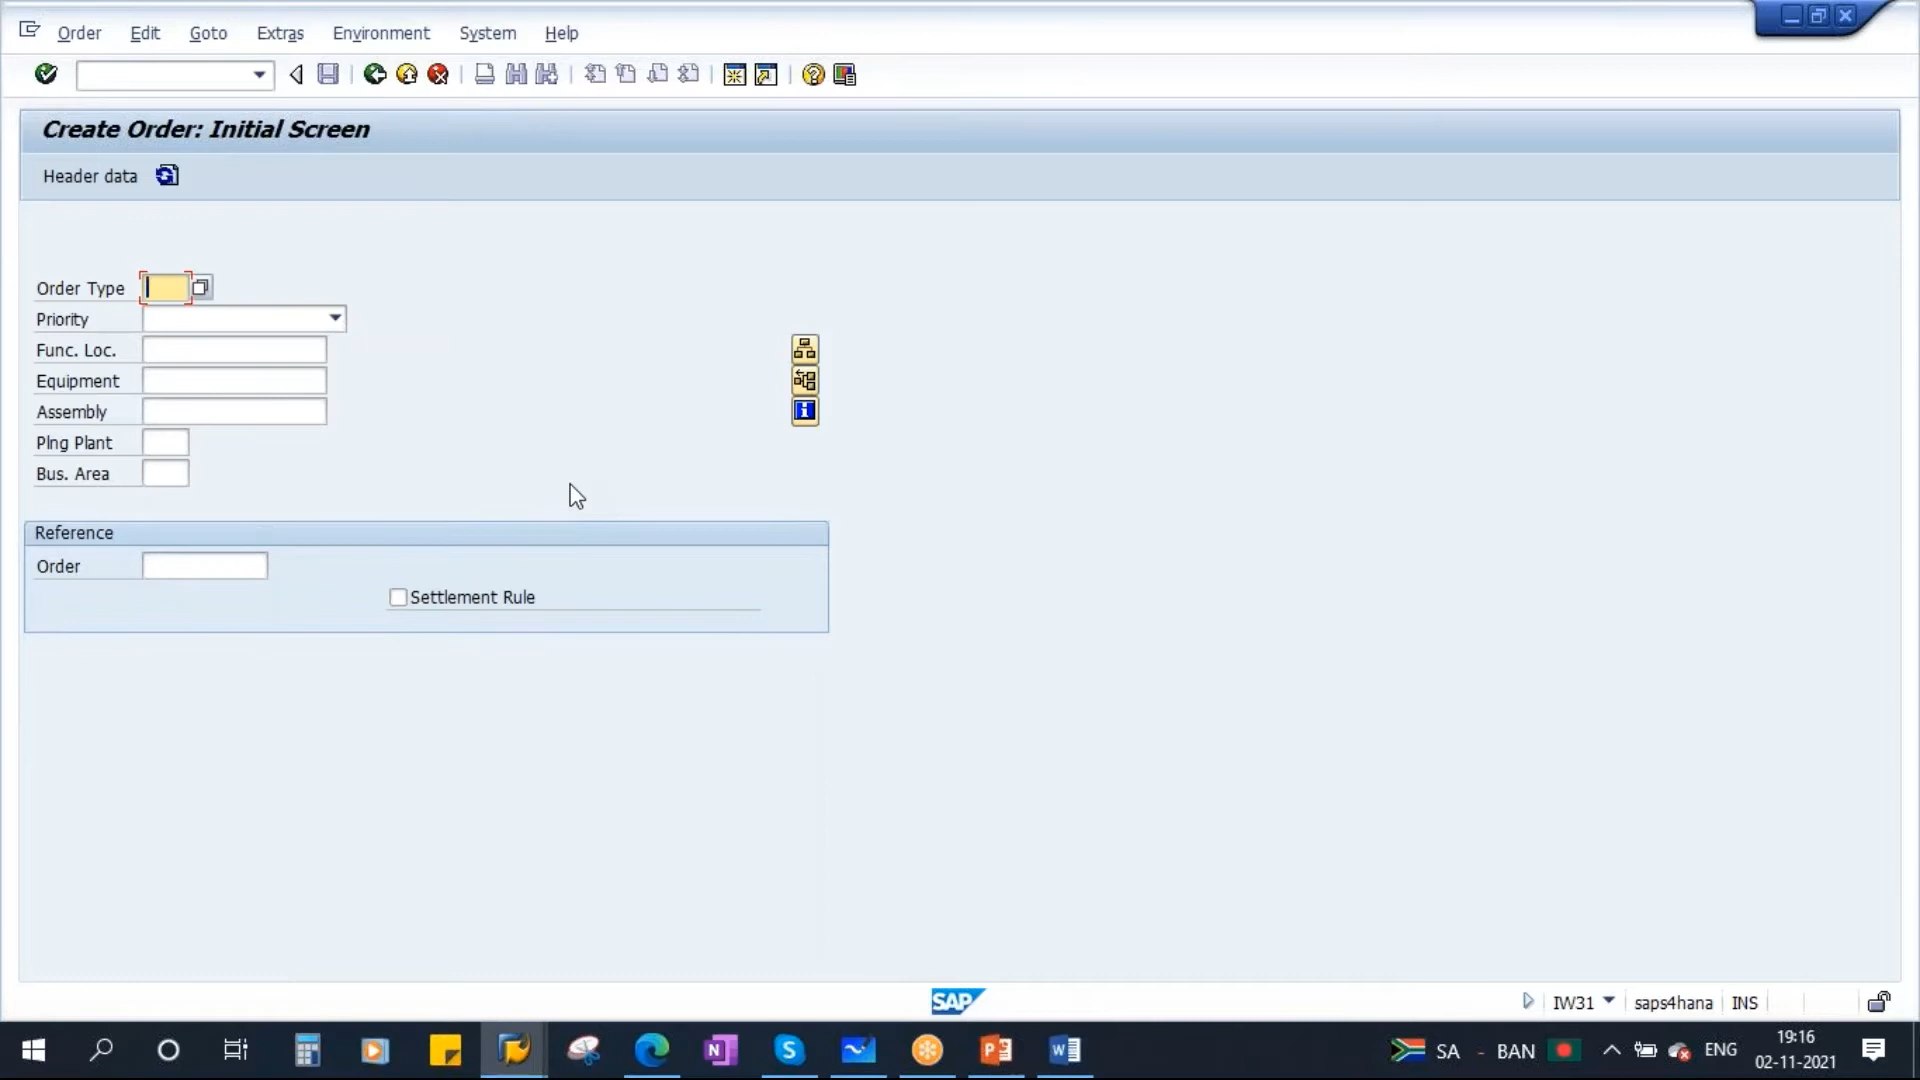 Order Edit Goto Extras Environment System Help
Create Order: Initial Screen
Header data
Order Type
Priority
Func. Loc.
Equipment
Assembly
Plng Plant
Bus. Area
Reference
Order
Settlement Rule
SAP
IW31 saps4hana INS
SA - BAN ENG 19:16
02-11-2021